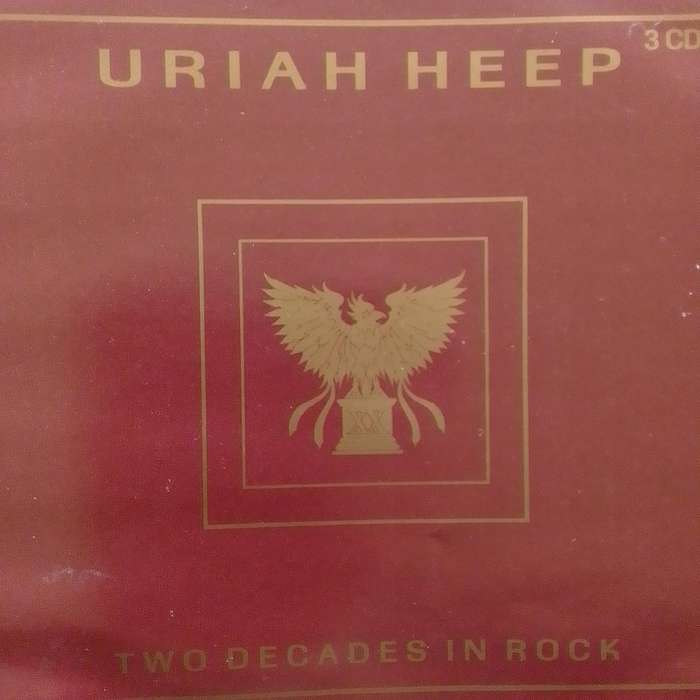 3 CD
URIAH HEEP
XX
TWO DECADES IN ROCK